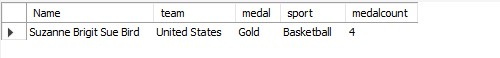 Name team medal sport medalcount
Suzanne Brigit Sue Bird United States Gold Basketball 4